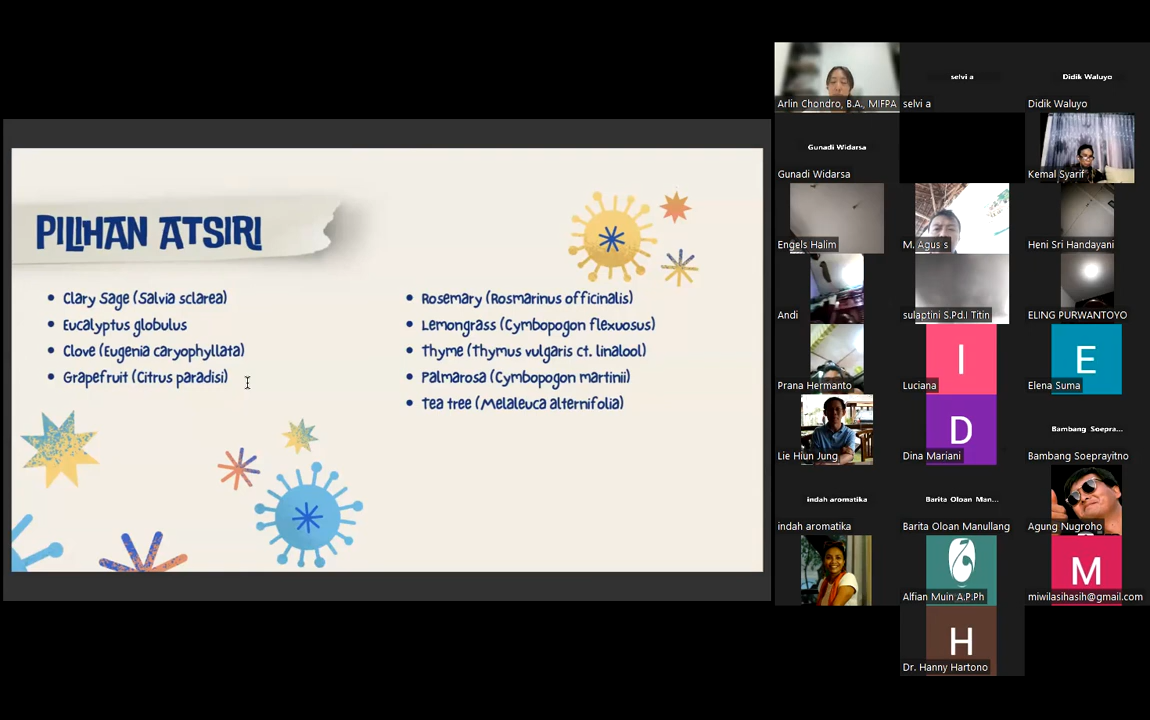 PILIHAN ATSIRI
Clary Sage (Salvia sclarea)
Eucalyptus globulus
Clove (Eugenia caryophyllata)
Grapefruit (Citrus paradisi)
Rosemary (Rosmarinus officinalis)
Lemongrass (Cymbopogon flexuosus)
Thyme (Thymus vulgaris ct. linalool)
Palmarosa (Cymbopogon martinii)
Tea tree (Melaleuca alternifolia)
Arlin Chondro, B.A., MIFPA
selvi a
selvi a
Didik Waluyo
Didik Waluyo
Gunadi Widarsa
Gunadi Widarsa
Kemal Syarif
Engels Halim
M. Agus s
Heni Sri Handayani
Andi
sulaptini S.Pd.I Titin
ELING PURWANTOYO
Prana Hermanto
I
Luciana
E
Elena Suma
Lie Hiun Jung
D
Dina Mariani
Bambang Soepra...
Bambang Soeprayitno
indah aromatika
indah aromatika
Barita Oloan Man...
Barita Oloan Manullang
Agung Nugroho
Alfian Muin A.P.Ph
M
miwilasihasih@gmail.com
H
Dr. Hanny Hartono